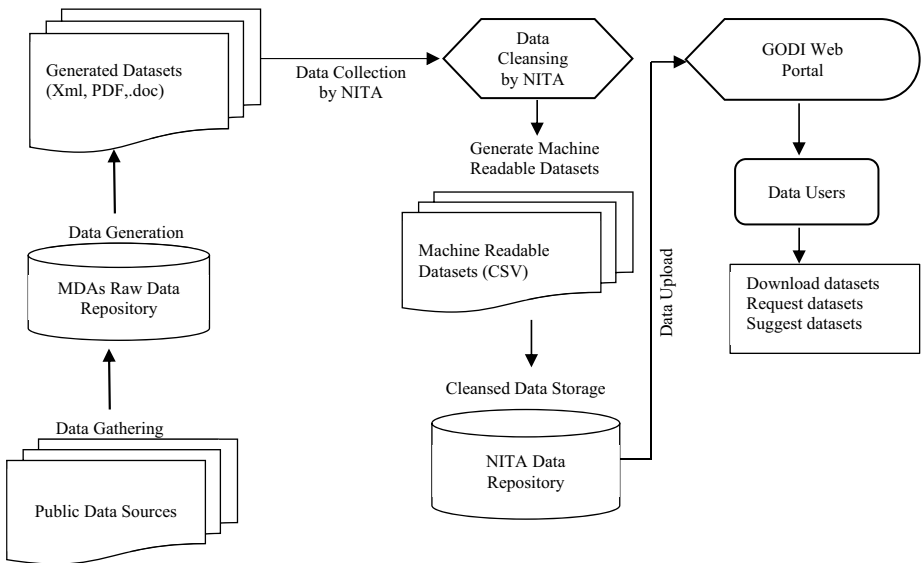 Generated Datasets
(Xml, PDF,.doc)
Data Collection
by NITA
Data
Cleansing
by NITA
GODI Web
Portal
Generate Machine
Readable Datasets
Data Users
Data Generation
MDAs Raw Data
Repository
Machine Readable
Datasets (CSV)
Data Upload
Download datasets
Request datasets
Suggest datasets
Cleansed Data Storage
Data Gathering
NITA Data
Repository
Public Data Sources